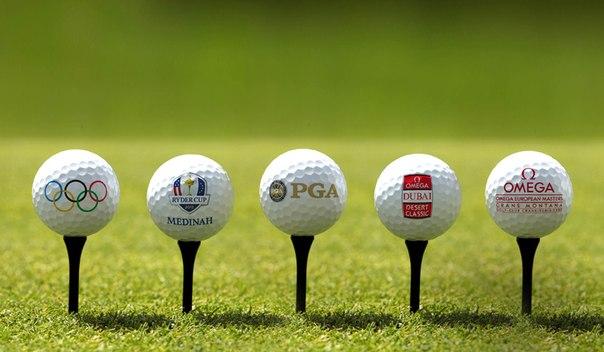 RYDER CUP
MEDINAH
PGA
OMEGA
DUBAI
DESERT
CLASSIC
OMEGA
OMEGA EUROPEAN MASTERS
CRANS MONTANA